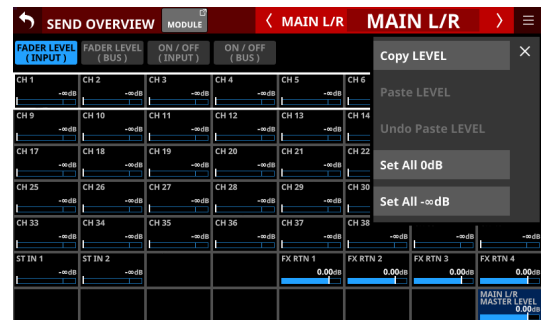 SEND OVERVIEW MODULE MAIN L/R MAIN L/R
FADER LEVEL FADER LEVEL ON / OFF ON / OFF
( INPUT ) ( BUS ) ( INPUT ) ( BUS )
Copy LEVEL
Paste LEVEL
Undo Paste LEVEL
Set All 0dB
Set All -∞dB
CH 1 CH 2 CH 3 CH 4 CH 5 CH 6
-∞dB -∞dB -∞dB -∞dB -∞dB
CH 9 CH 10 CH 11 CH 12 CH 13 CH 14
-∞dB -∞dB -∞dB -∞dB -∞dB
CH 17 CH 18 CH 19 CH 20 CH 21 CH 22
-∞dB -∞dB -∞dB -∞dB -∞dB
CH 25 CH 26 CH 27 CH 28 CH 29 CH 30
-∞dB -∞dB -∞dB -∞dB -∞dB
CH 33 CH 34 CH 35 CH 36 CH 37 CH 38
-∞dB -∞dB -∞dB -∞dB -∞dB -∞dB -∞dB -∞dB
ST IN 1 ST IN 2 FX RTN 1 FX RTN 2 FX RTN 3 FX RTN 4
-∞dB -∞dB 0.00dB 0.00dB 0.00dB 0.00dB
MAIN L/R
MASTER LEVEL
0.00dB